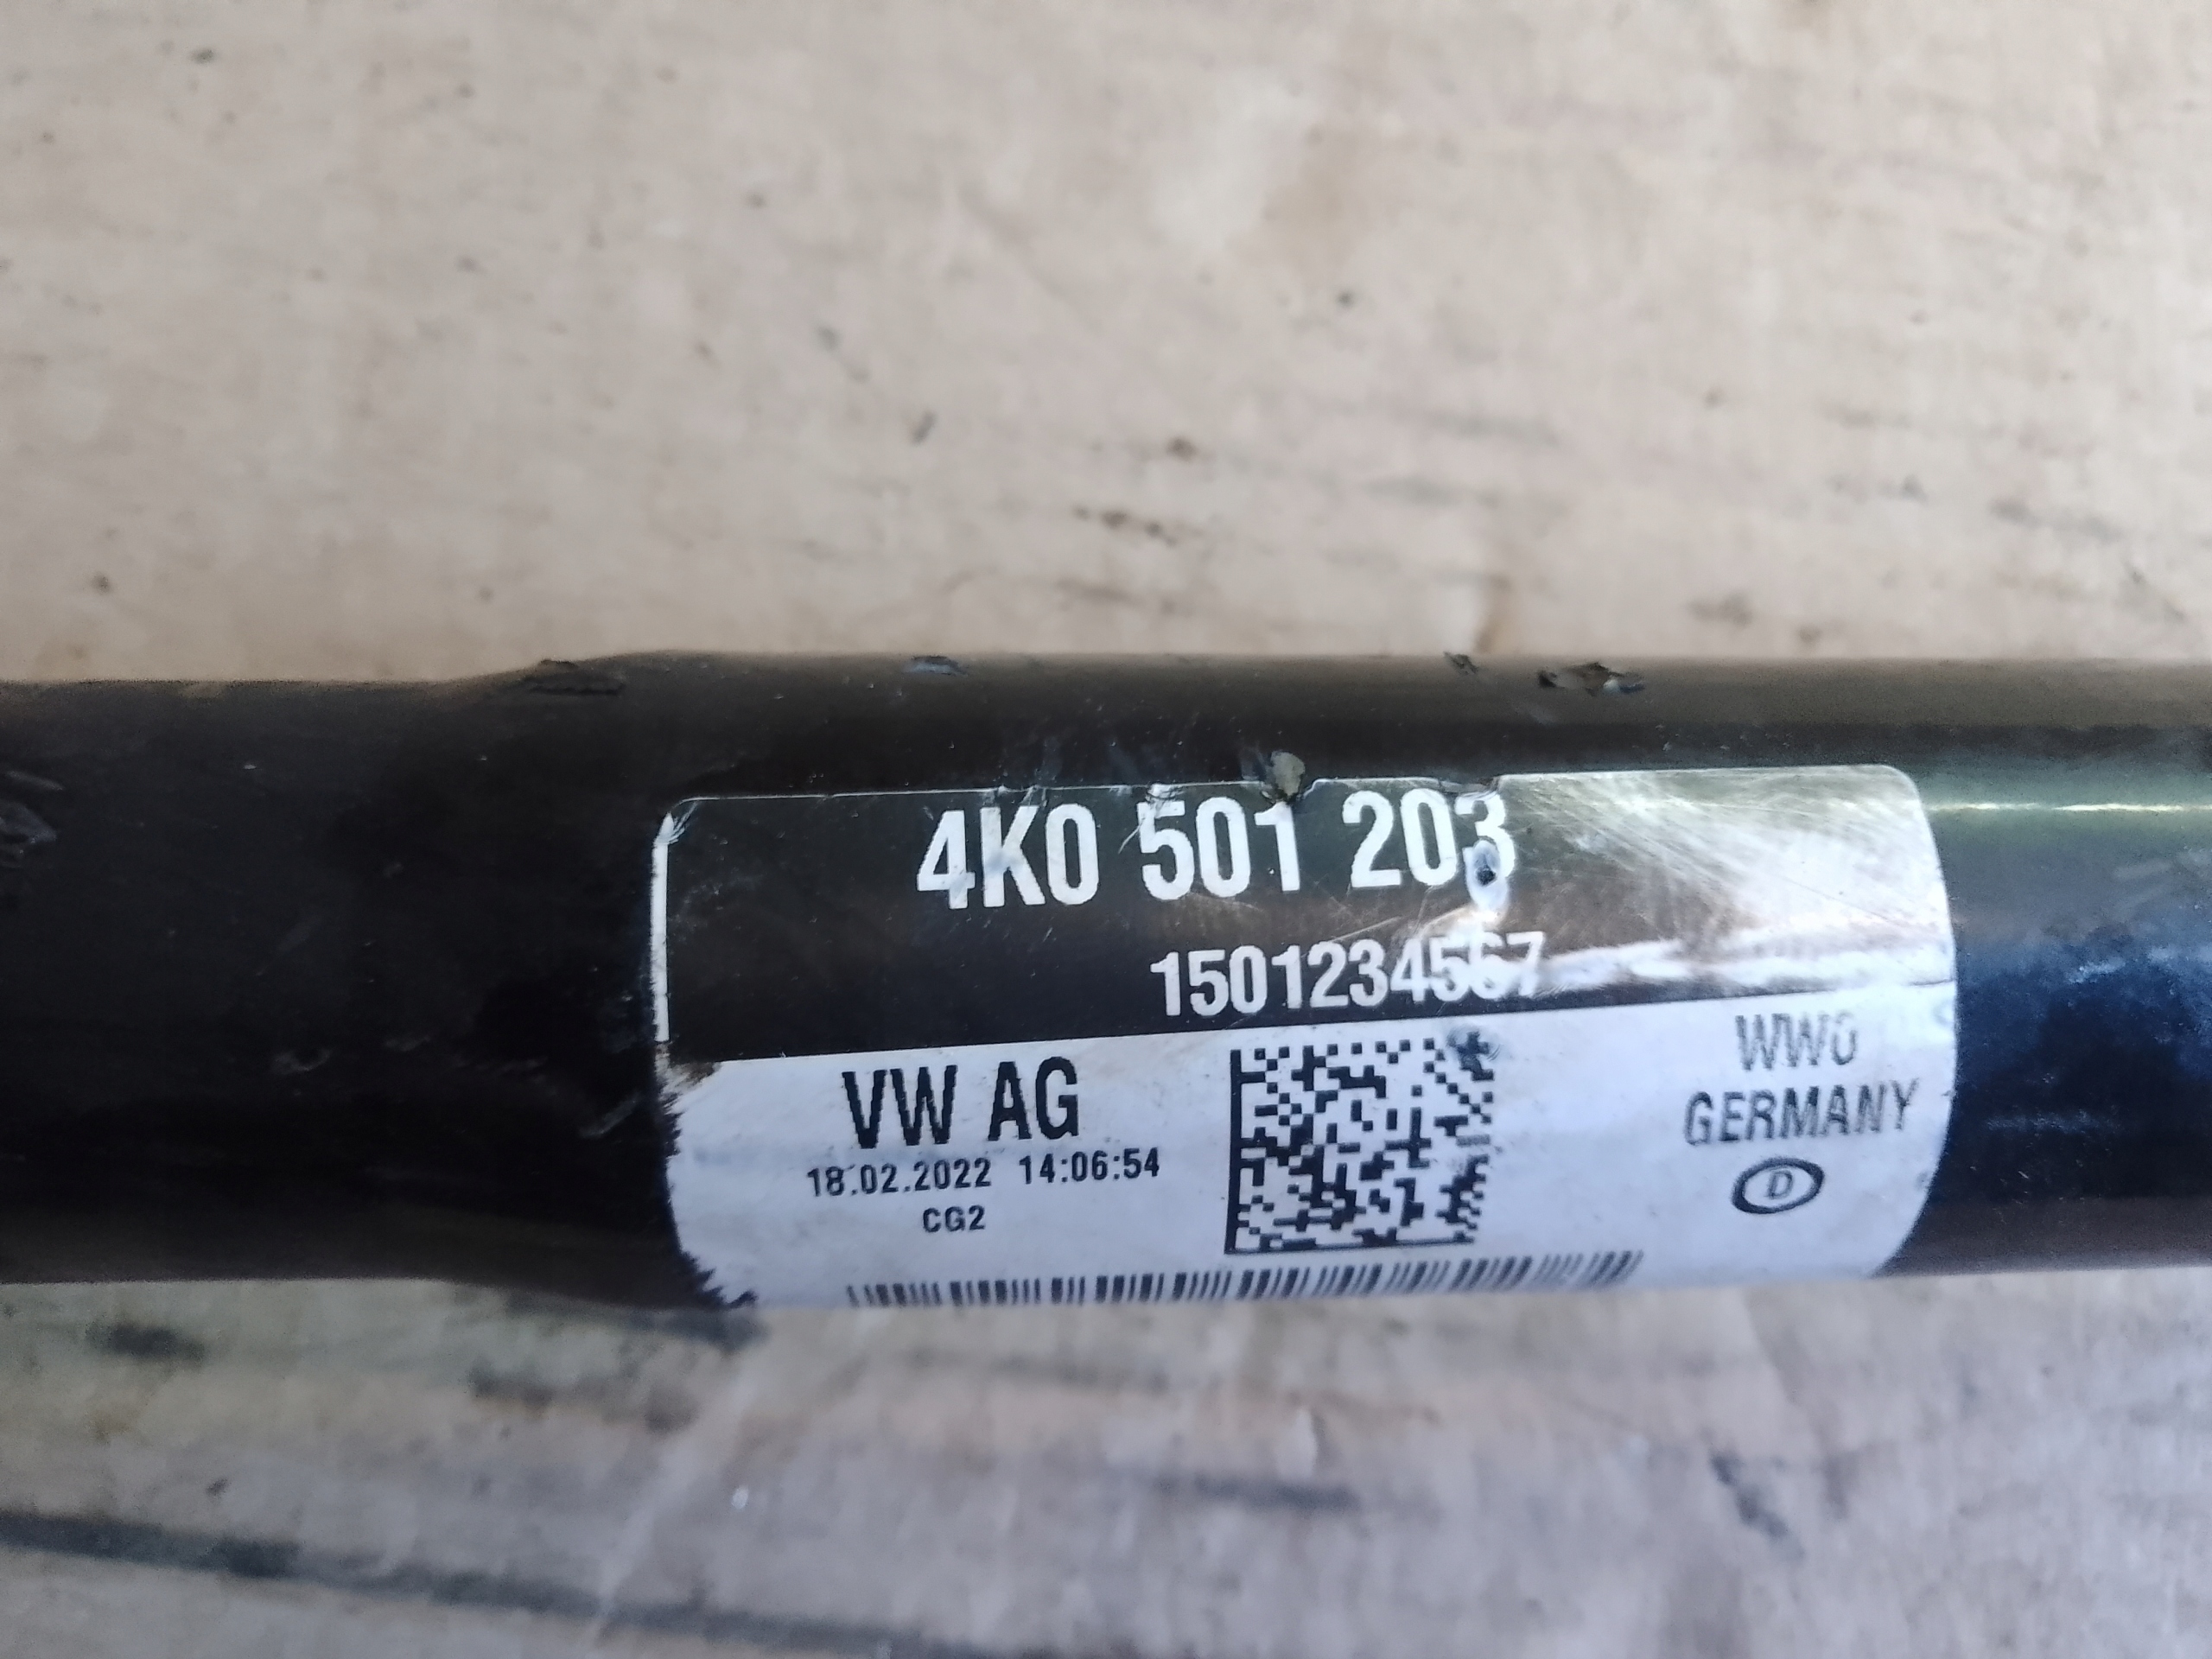 4K0 501 203
1501234567
VW AG
18.02.2022 14:06:54
CG2
WWG
GERMANY
D